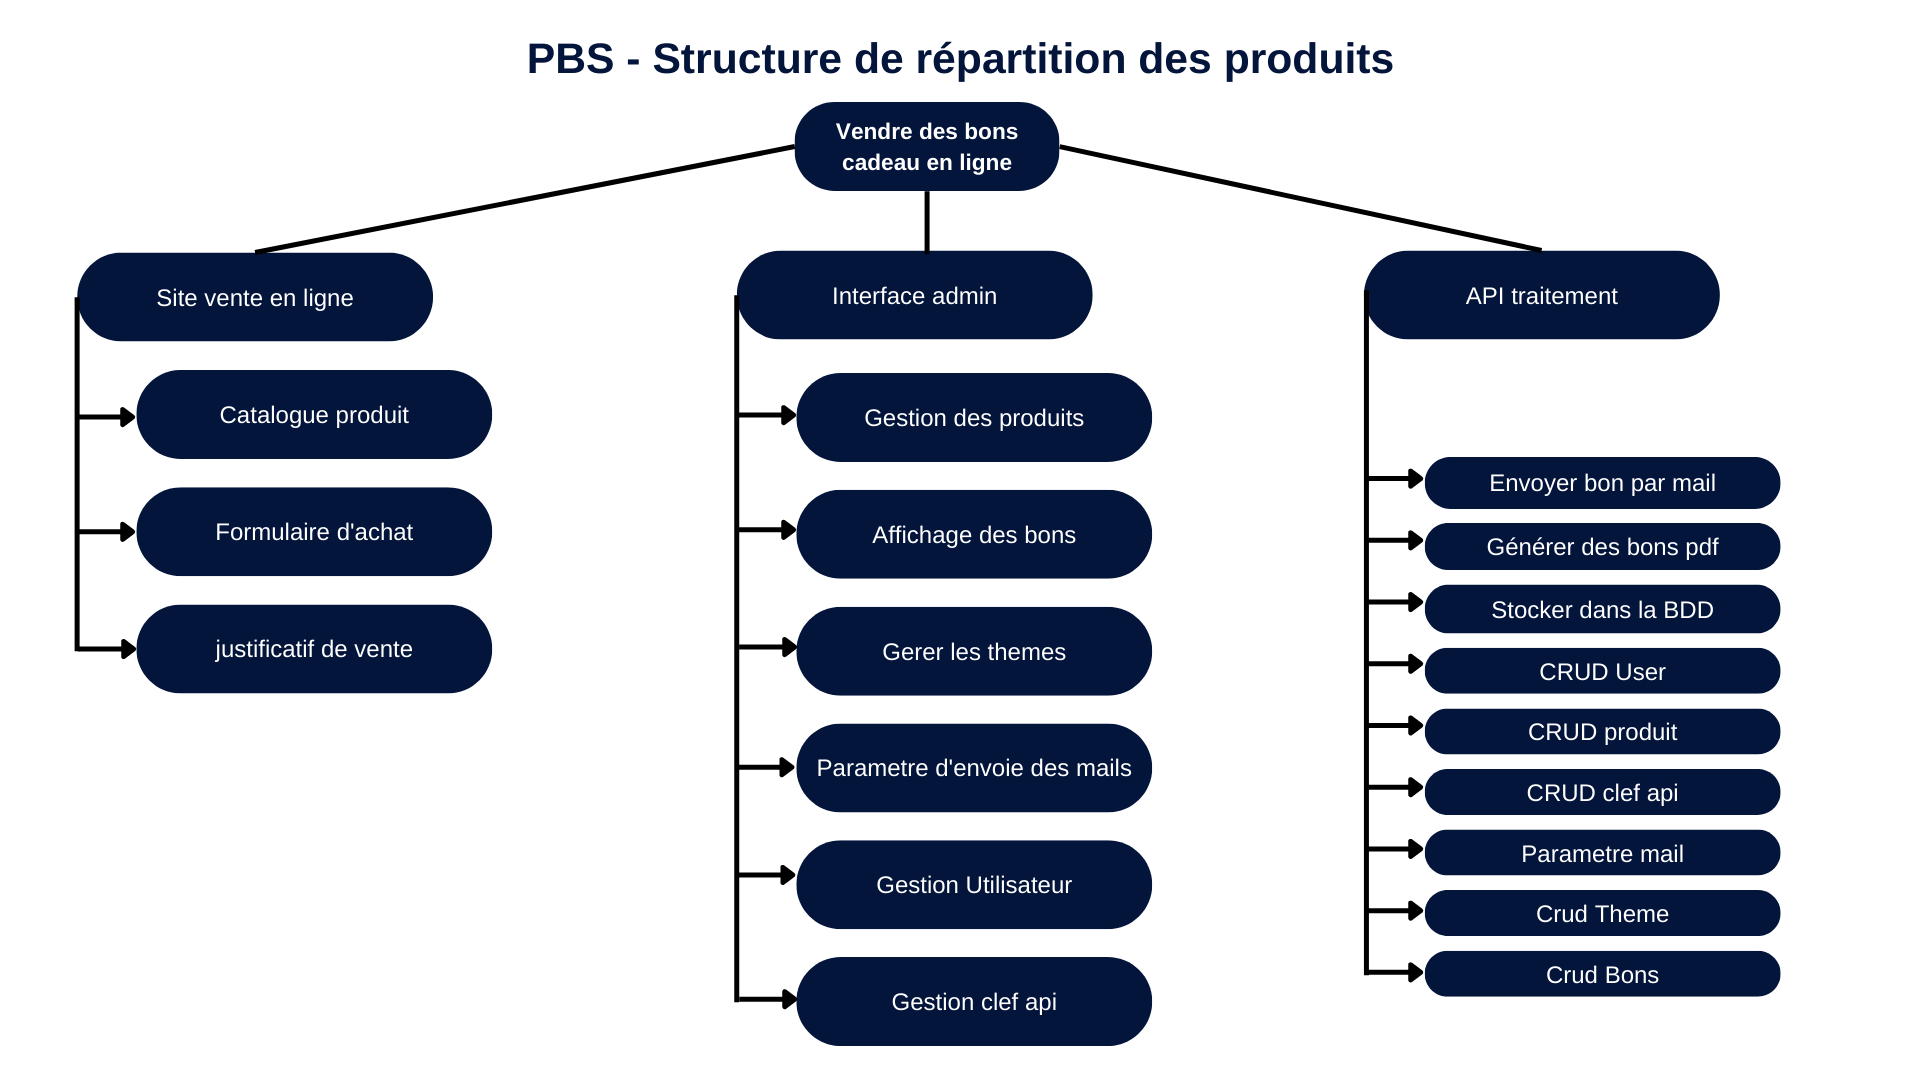 PBS - Structure de répartition des produits
Vendre des bons
cadeau en ligne
Site vente en ligne
Catalogue produit
Formulaire d'achat
justificatif de vente
Interface admin
Gestion des produits
Affichage des bons
Gerer les themes
Parametre d'envoie des mails
Gestion Utilisateur
Gestion clef api
API traitement
Envoyer bon par mail
Générer des bons pdf
Stocker dans la BDD
CRUD User
CRUD produit
CRUD clef api
Parametre mail
Crud Theme
Crud Bons